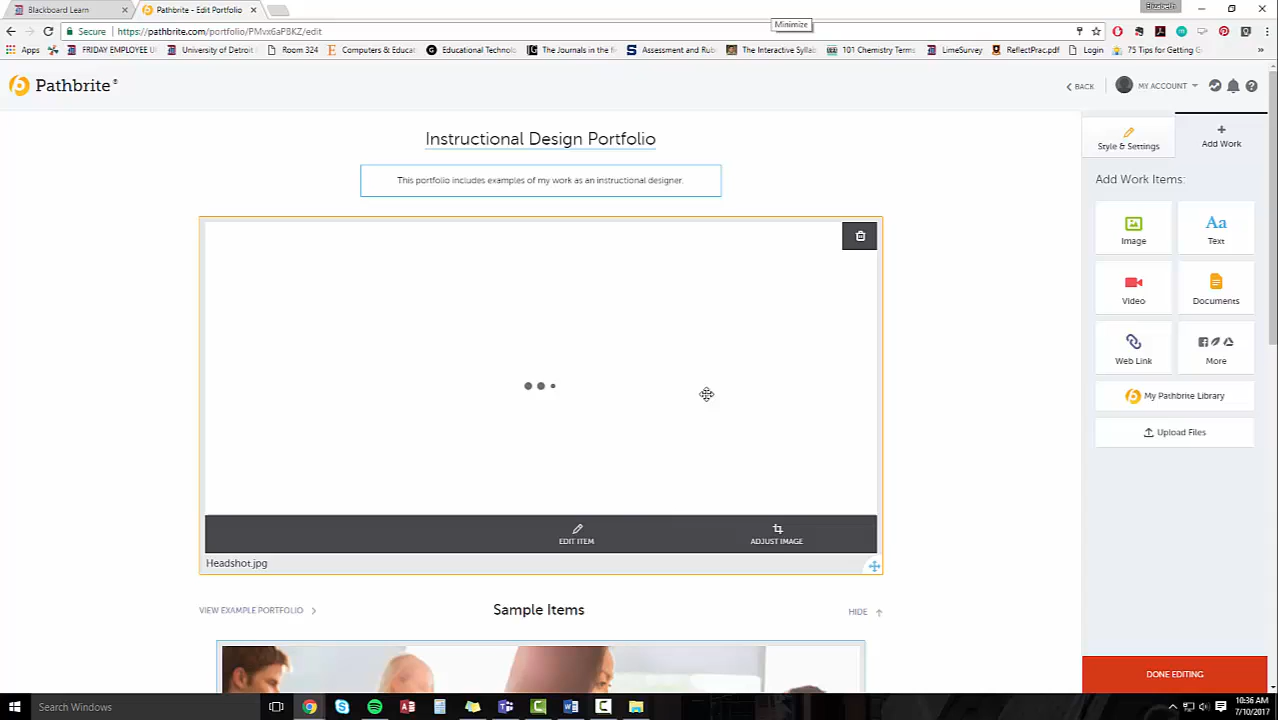 Blackboard Learn
Pathbrite - Edit Portfolio
Elizabeth
Minimize
Secure
https://pathbrite.com/portfolio/PMvx6aPBKZ/edit
Apps
FRIDAY EMPLOYEE U
University of Detroit
Room 324
Computers & Educat
Educational Technol
The Journals in the f
Assessment and Rub
The Interactive Syllab
101 Chemistry Terms
LimeSurvey
ReflectPrac.pdf
Login
75 Tips for Getting G
Pathbrite®
BACK
MY ACCOUNT
Instructional Design Portfolio
This portfolio includes examples of my work as an instructional designer.
Style & Settings
Add Work
Add Work Items:
Image
Aa
Text
Video
Documents
Web Link
More
My Pathbrite Library
Upload Files
EDIT ITEM
ADJUST IMAGE
Headshot.jpg
VIEW EXAMPLE PORTFOLIO
Sample Items
HIDE
DONE EDITING
Search Windows
10:36 AM
7/10/2017